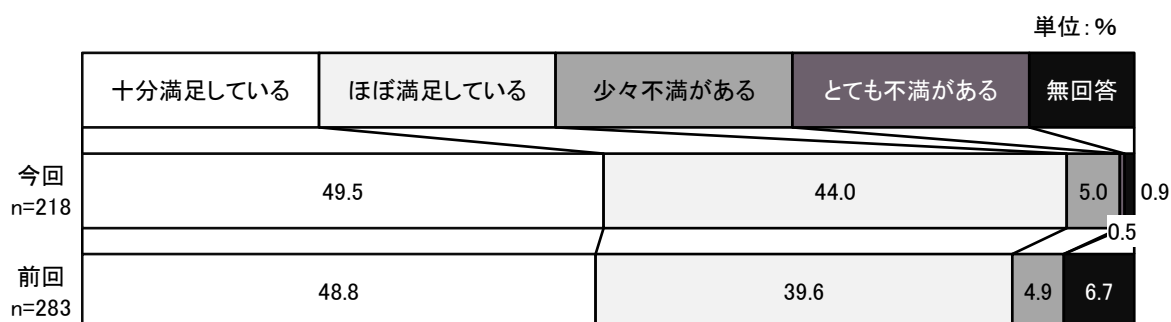 単位：％
十分満足している ほぼ満足している 少々不満がある とても不満がある 無回答
今回
n=218
49.5 44.0 5.0 0.5 0.9
前回
n=283
48.8 39.6 4.9 6.7